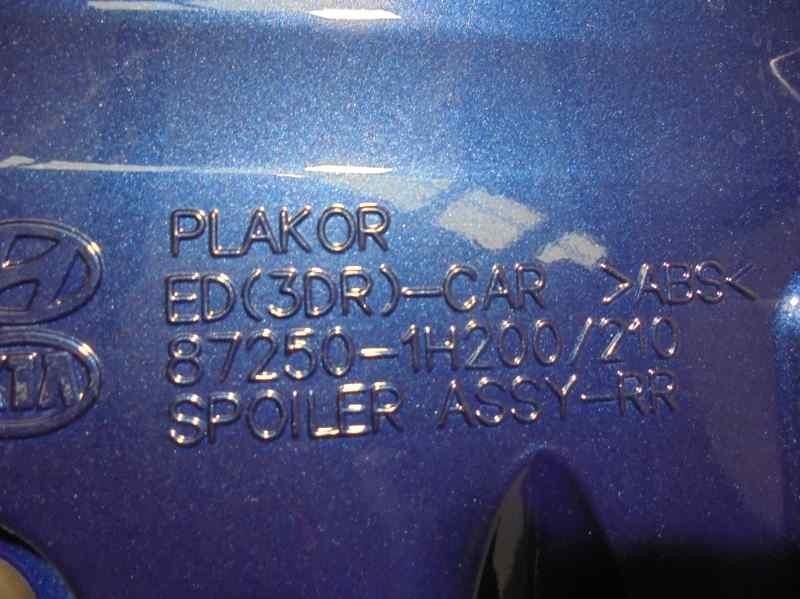 PLAKOR
ED(3DR)-CAR >ABS<
87250-1H200/210
SPOILER ASSY-RR